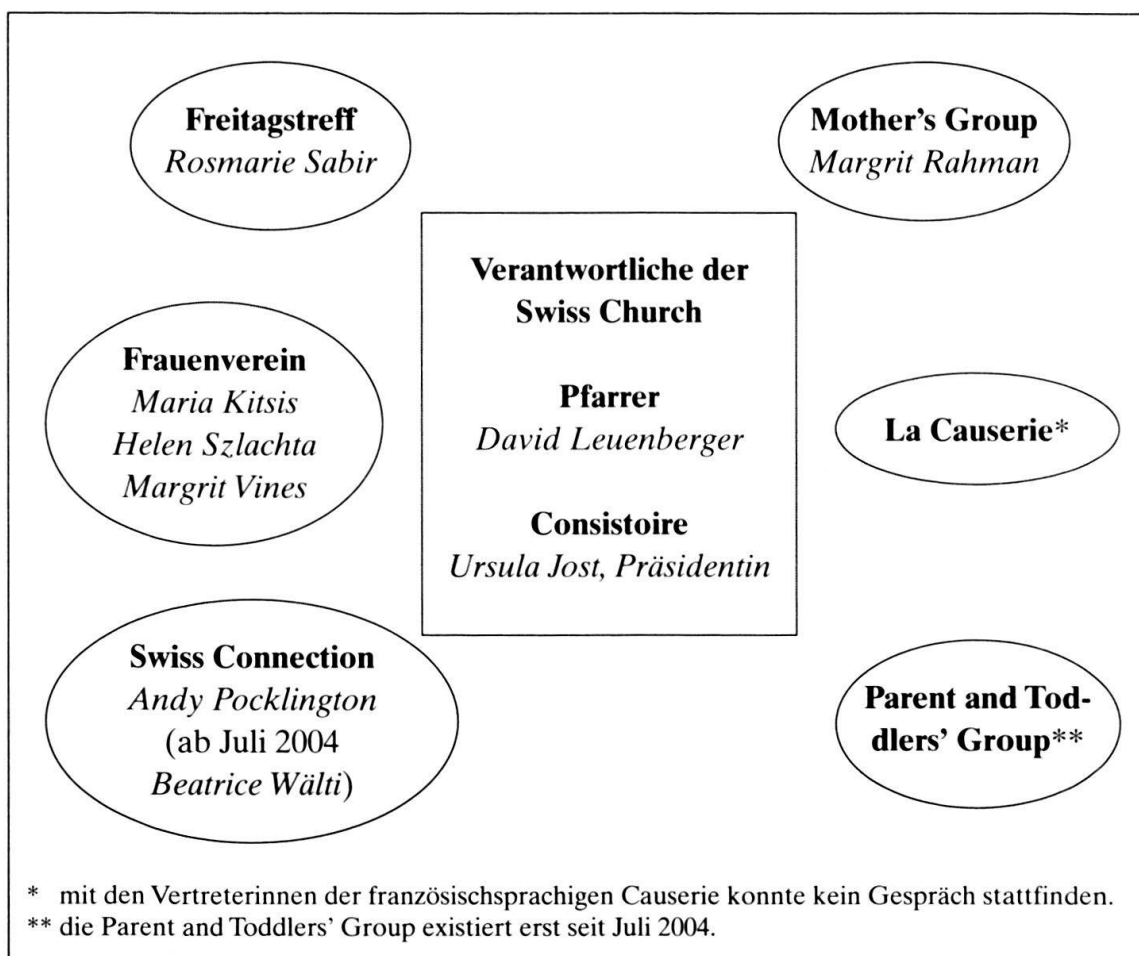 Freitagstreff
Rosmarie Sabir
Mother's Group
Margrit Rahman
Verantwortliche der
Swiss Church
Pfarrer
David Leuenberger
Consistoire
Ursula Jost, Präsidentin
Frauenverein
Maria Kitsis
Helen Szlachta
Margrit Vines
La Causerie*
Swiss Connection
Andy Pocklington
(ab Juli 2004
Beatrice Wälti)
Parent and Tod-
dlers' Group**
* mit den Vertreterinnen der französischsprachigen Causerie konnte kein Gespräch stattfinden.
** die Parent and Toddlers' Group existiert erst seit Juli 2004.